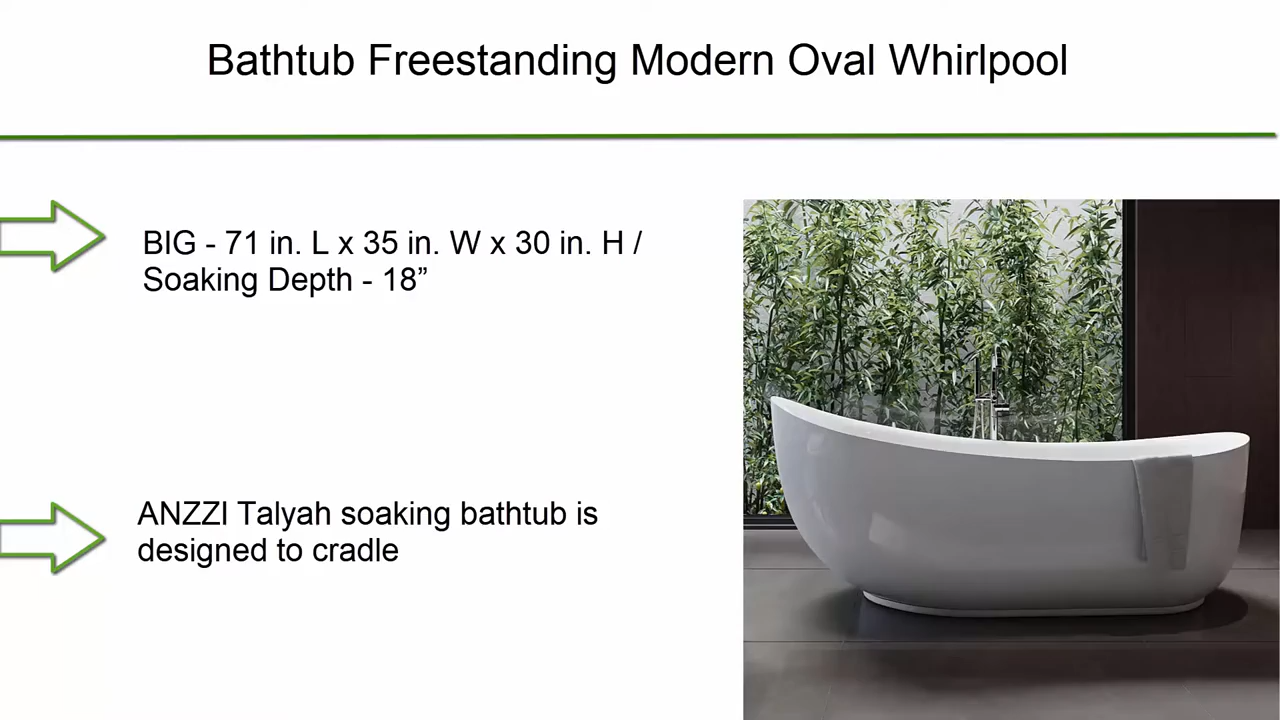 Bathtub Freestanding Modern Oval Whirlpool
BIG - 71 in. L x 35 in. W x 30 in. H /
Soaking Depth - 18”
ANZZI Talyah soaking bathtub is
designed to cradle